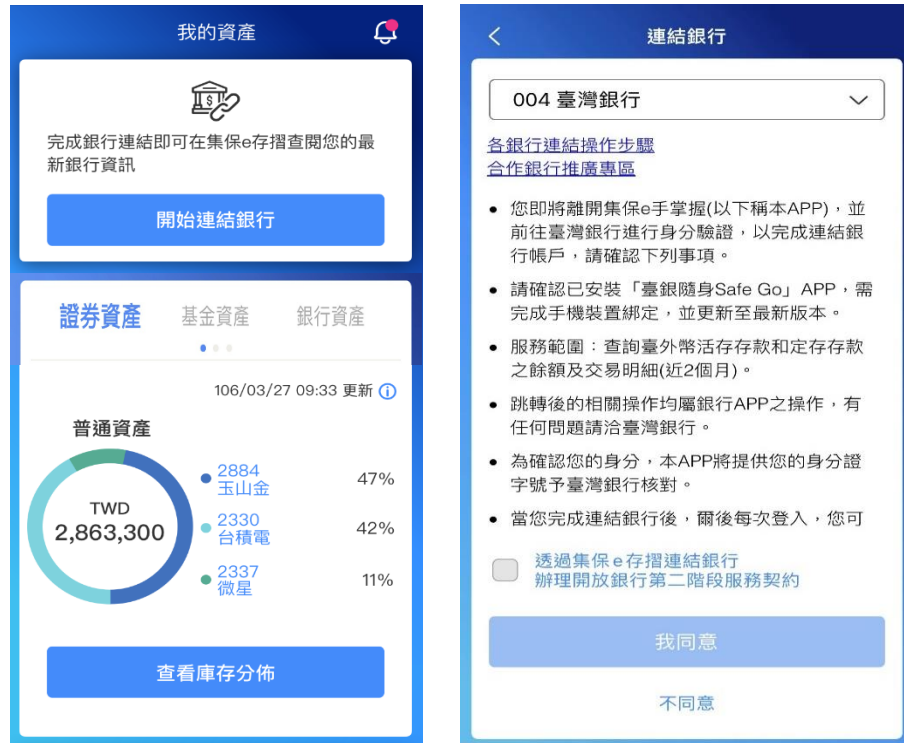 我的資產
完成銀行連結即可在集保e存摺查閱您的最
新銀行資訊
開始連結銀行
證券資產 基金資產 銀行資產
106/03/27 09:33 更新
普通資產
TWD
2,863,300
2884
玉山金
47%
2330
台積電
42%
2337
微星
11%
查看庫存分佈
連結銀行
004 臺灣銀行
各銀行連結操作步驟
合作銀行推廣專區
• 您即將離開集保e手掌握(以下稱本APP)，並
前往臺灣銀行進行身分驗證，以完成連結銀
行帳戶，請確認下列事項。
• 請確認已安裝「臺銀隨身Safe Go」APP，需
完成手機裝置綁定，並更新至最新版本。
• 服務範圍：查詢臺外幣活存存款和定存存款
之餘額及交易明細(近2個月)。
• 跳轉後的相關操作均屬銀行APP之操作，有
任何問題請洽臺灣銀行。
• 為確認您的身分，本APP將提供您的身分證
字號予臺灣銀行核對。
• 當您完成連結銀行後，爾後每次登入，您可
透過集保e存摺連結銀行
辦理開放銀行第二階段服務契約
我同意
不同意